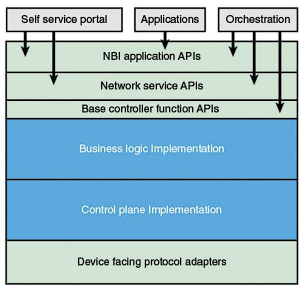 Self service portal
Applications
Orchestration
NBI application APIs
Network service APIs
Base controller function APIs
Business logic Implementation
Control plane Implementation
Device facing protocol adapters